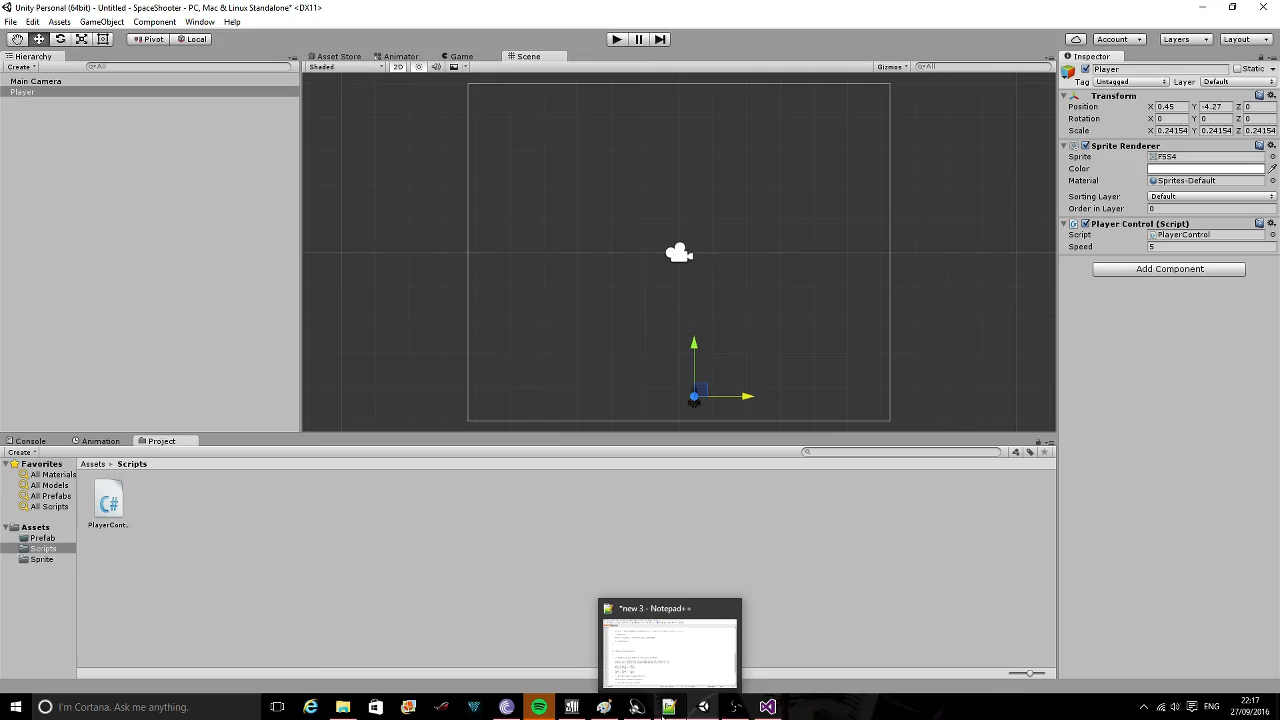 Unity Personal (64bit) - Untitled - SpaceShooter - PC, Mac & Linux Standalone* <DX11>
File Edit Assets GameObject Component Window Help
Pivot Local Account Layers Layout
Hierarchy Asset Store Animator Game Scene Inspector
Create All Shaded 2D Gizmos All
Main Camera
Player
Player Static
Tag Untagged Layer Default
Transform
Position X 0.45 Y -4.27 Z 0
Rotation X 0 Y 0 Z 0
Scale X 0.24154 Y 0.24154 Z 0.24154
Sprite Renderer
Sprite FSS4
Color
Material Sprites-Default
Sorting Layer Default
Order in Layer 0
Player Control (Script)
Script PlayerControl
Speed 5
Add Component
Console Animation Project
Create
Favorites
All Materials
All Models
All Prefabs
All Scripts
Assets
Prefab
Scripts
Sprite
Assets Scripts
C#
PlayerCont..
*new 3 - Notepad++
I'm Cortana. Ask me anything.
ENG
22:17
27/09/2016